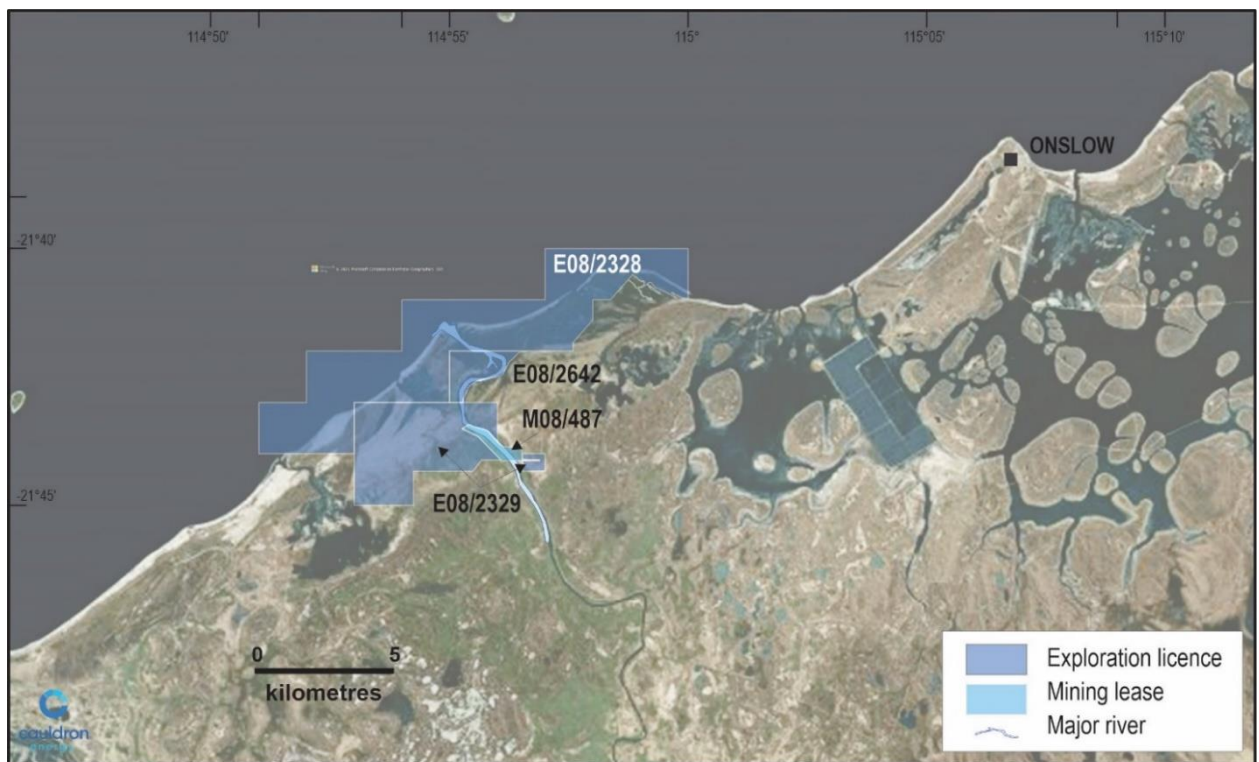 114°50'
114°55'
115°
115°05'
115°10'
ONSLOW
-21°40'
E08/2328
E08/2642
M08/487
E08/2329
-21°45'
0 5
kilometres
Exploration licence
Mining lease
Major river
cauldron
energy